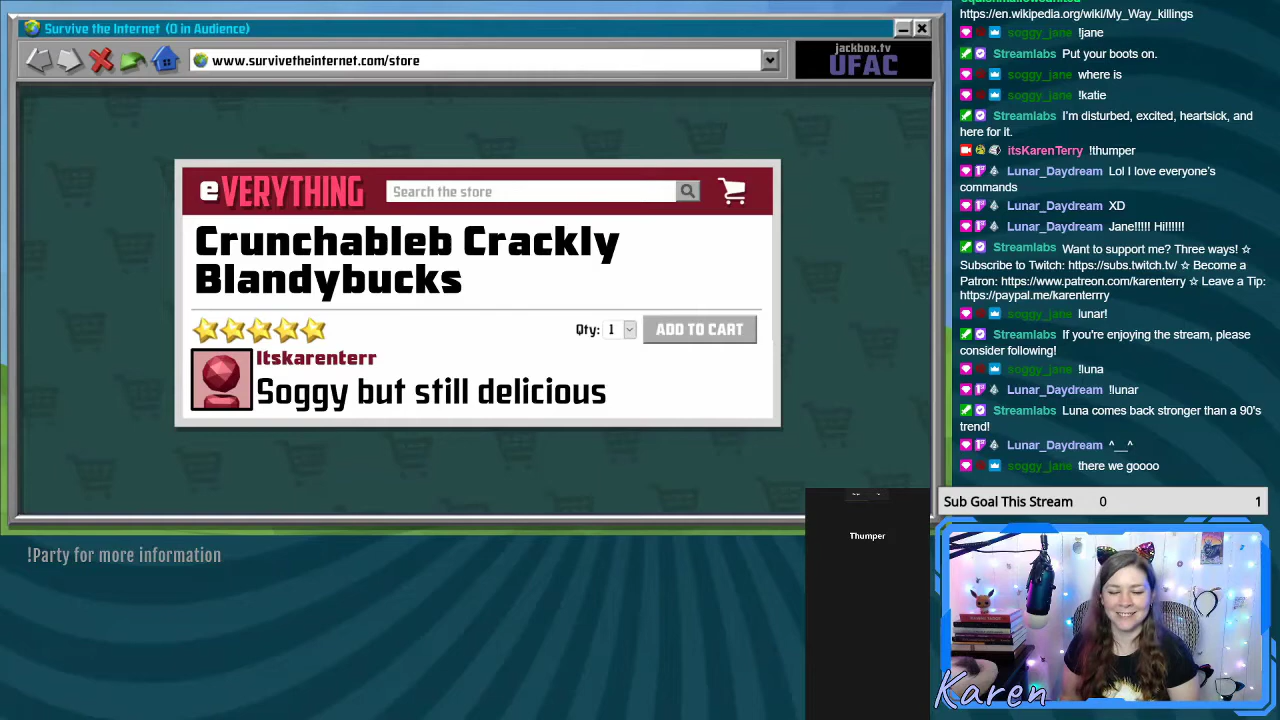 Survive the Internet (0 in Audience)
www.survivetheinternet.com/store
jackbox.tv
UFAC
eVERYTHING
Search the store
Crunchableb Crackly
Blandybucks
Qty: 1
ADD TO CART
Itskarenterr
Soggy but still delicious
!Party for more information
Thumper
https://en.wikipedia.org/wiki/My_Way_killings
soggy_jane !jane
Streamlabs Put your boots on.
soggy_jane where is
soggy_jane !katie
Streamlabs I'm disturbed, excited, heartsick, and
here for it.
itsKarenTerry !thumper
Lunar_Daydream Lol I love everyone's
commands
Lunar_Daydream XD
Lunar_Daydream Jane!!!!! Hi!!!!!!
Streamlabs Want to support me? Three ways! ☆
Subscribe to Twitch: https://subs.twitch.tv/ ☆ Become a
Patron: https://www.patreon.com/karenterry ☆ Leave a Tip:
https://paypal.me/karenterrry
soggy_jane lunar!
Streamlabs If you're enjoying the stream, please
consider following!
soggy_jane !luna
Lunar_Daydream !lunar
Streamlabs Luna comes back stronger than a 90's
trend!
Lunar_Daydream ^__^
soggy_jane there we goooo
Sub Goal This Stream 0 1
Karen